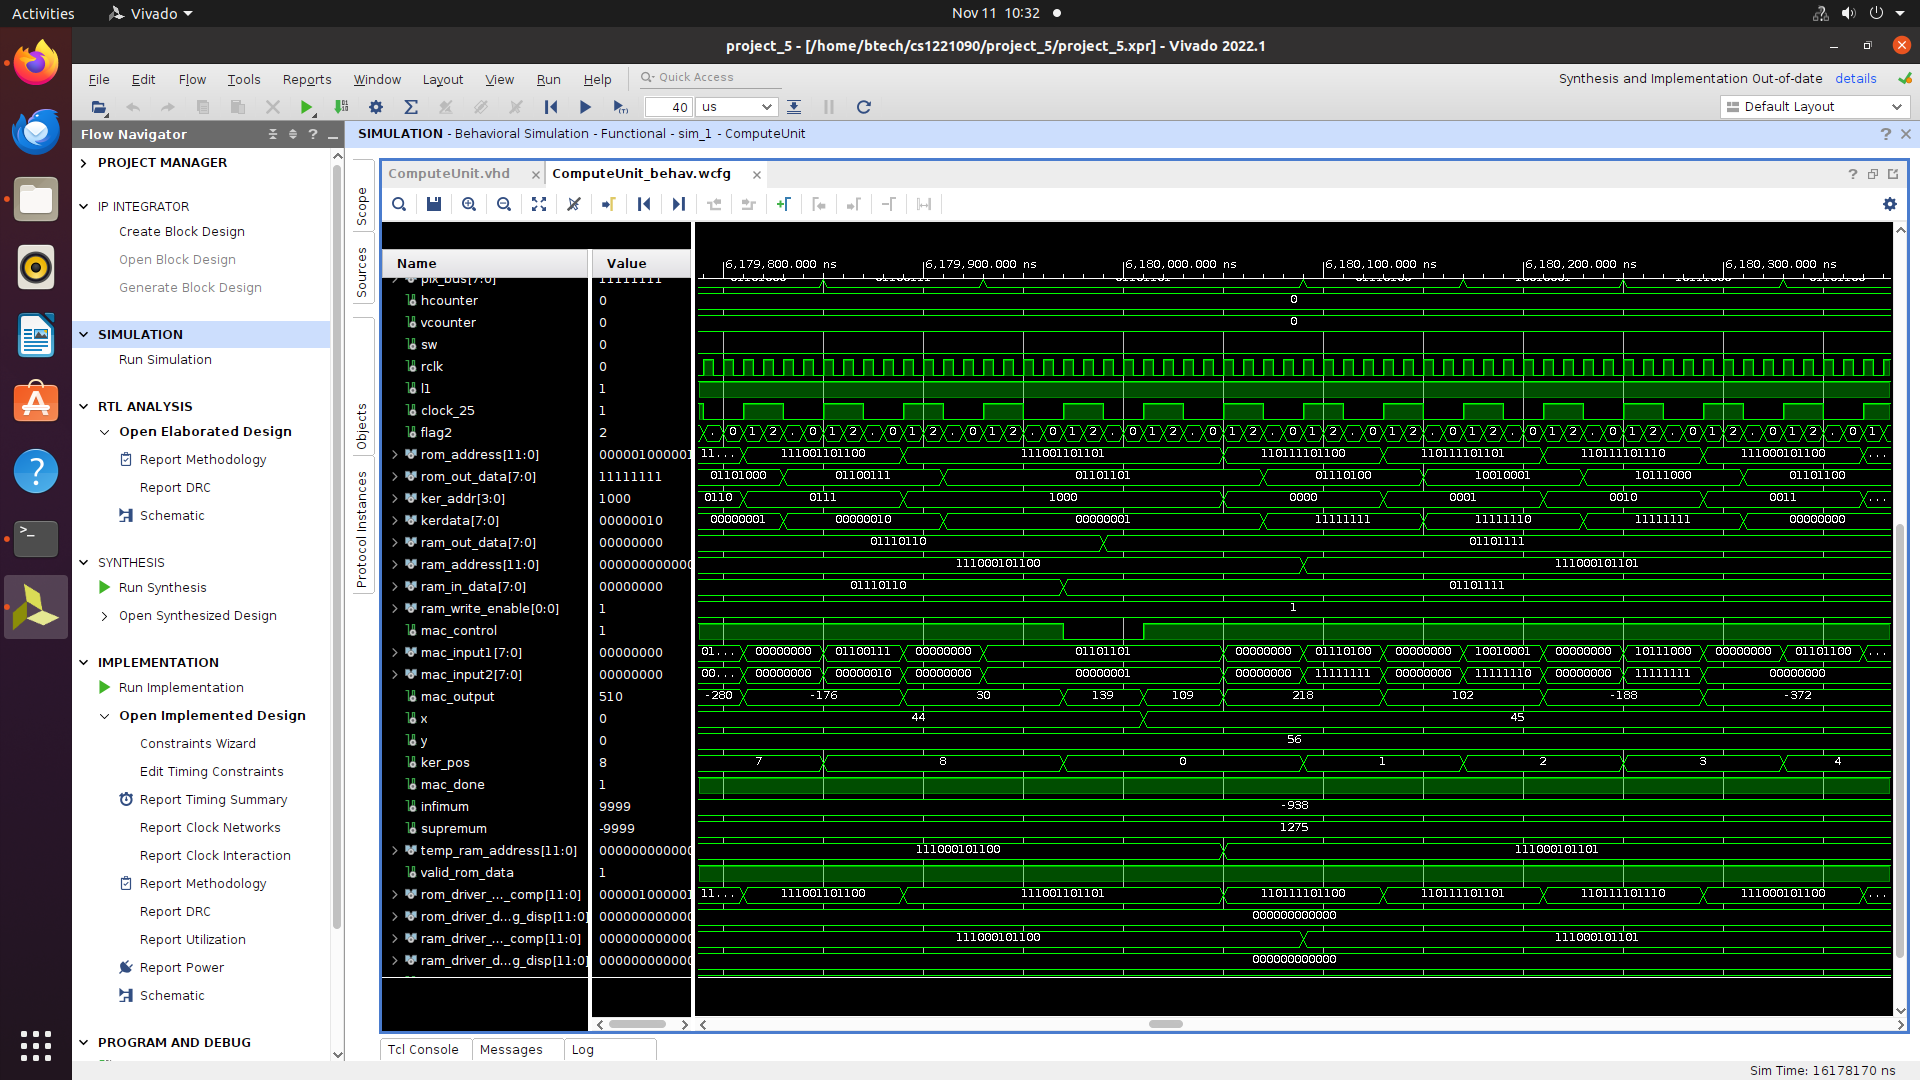 Activities
Vivado
Nov 11 10:32
project_5 - [/home/btech/cs1221090/project_5/project_5.xpr] - Vivado 2022.1
File Edit Flow Tools Reports Window Layout View Run Help
Quick Access
Synthesis and Implementation Out-of-date details
40 us
Default Layout
Flow Navigator
SIMULATION - Behavioral Simulation - Functional - sim_1 - ComputeUnit
PROJECT MANAGER
IP INTEGRATOR
Create Block Design
Open Block Design
Generate Block Design
SIMULATION
Run Simulation
RTL ANALYSIS
Open Elaborated Design
Report Methodology
Report DRC
Schematic
SYNTHESIS
Run Synthesis
Open Synthesized Design
IMPLEMENTATION
Run Implementation
Open Implemented Design
Constraints Wizard
Edit Timing Constraints
Report Timing Summary
Report Clock Networks
Report Clock Interaction
Report Methodology
Report DRC
Report Utilization
Report Power
Schematic
PROGRAM AND DEBUG
Scope
Sources
Objects
Protocol Instances
ComputeUnit.vhd
ComputeUnit_behav.wcfg
Name Value
6,179,800.000 ns 6,179,900.000 ns 6,180,000.000 ns 6,180,100.000 ns 6,180,200.000 ns 6,180,300.000 ns
pix_bus[7:0] 11111111
hcounter 0 0
vcounter 0 0
sw 0
rclk 0
l1 1
clock_25 1
flag2 2 . 0 1 2 . 0 1 2 . 0 1 2 . 0 1 2 . 0 1 2 . 0 1 2 . 0 1 2 . 0 1 2 . 0 1 2 . 0 1 2 . 0 1 2 . 0 1 2 . 0 1 2 . 0 1 2 . 0 1
rom_address[11:0] 000001000001 11... 111001101100 111001101101 110111101100 110111101101 110111101110 111000101100 ...
rom_out_data[7:0] 11111111 01101000 01100111 01101101 01110100 10010001 10111000 01101100
ker_addr[3:0] 1000 0110 0111 1000 0000 0001 0010 0011 ...
kerdata[7:0] 00000010 00000001 00000010 00000001 11111111 11111110 11111111 00000000
ram_out_data[7:0] 00000000 01110110 01101111
ram_address[11:0] 000000000000 111000101100 111000101101
ram_in_data[7:0] 00000000 01110110 01101111
ram_write_enable[0:0] 1 1
mac_control 1
mac_input1[7:0] 00000000 01... 00000000 01100111 00000000 01101101 00000000 01110100 00000000 10010001 00000000 10111000 00000000 01101100 ...
mac_input2[7:0] 00000000 00... 00000000 00000010 00000000 00000001 00000000 11111111 00000000 11111110 00000000 11111111 00000000
mac_output 510 -280 -176 30 139 109 218 102 -188 -372
x 0 44 45
y 0 56
ker_pos 8 7 8 0 1 2 3 4
mac_done 1
infimum 9999 -938
supremum -9999 1275
temp_ram_address[11:0] 000000000000 111000101100 111000101101
valid_rom_data 1
rom_driver_..._comp[11:0] 000001000001 11... 111001101100 111001101101 110111101100 110111101101 110111101110 111000101100 ...
rom_driver_d...g_disp[11:0] 000000000000 000000000000
ram_driver_..._comp[11:0] 000000000000 111000101100 111000101101
ram_driver_d...g_disp[11:0] 000000000000 000000000000
Tcl Console Messages Log
Sim Time: 16178170 ns